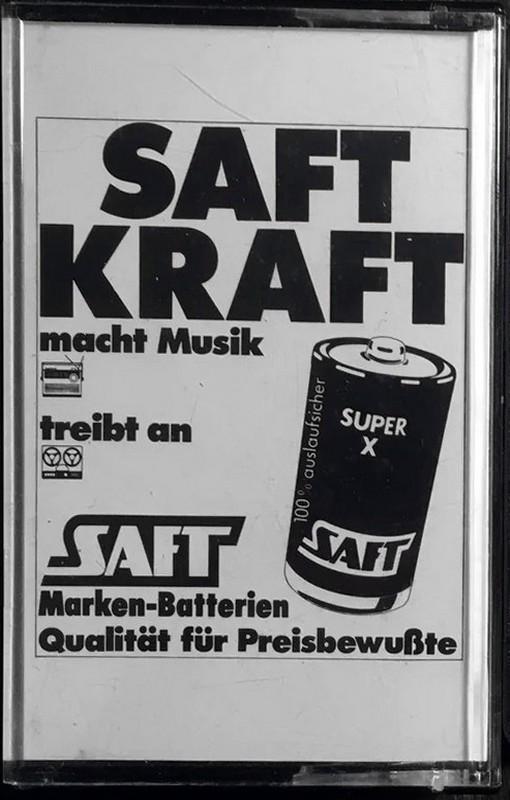 SAFT
KRAFT
macht Musik
treibt an
100% auslaufsicher
SUPER
X
SAFT
SAFT
Marken-Batterien
Qualität für Preisbewußte